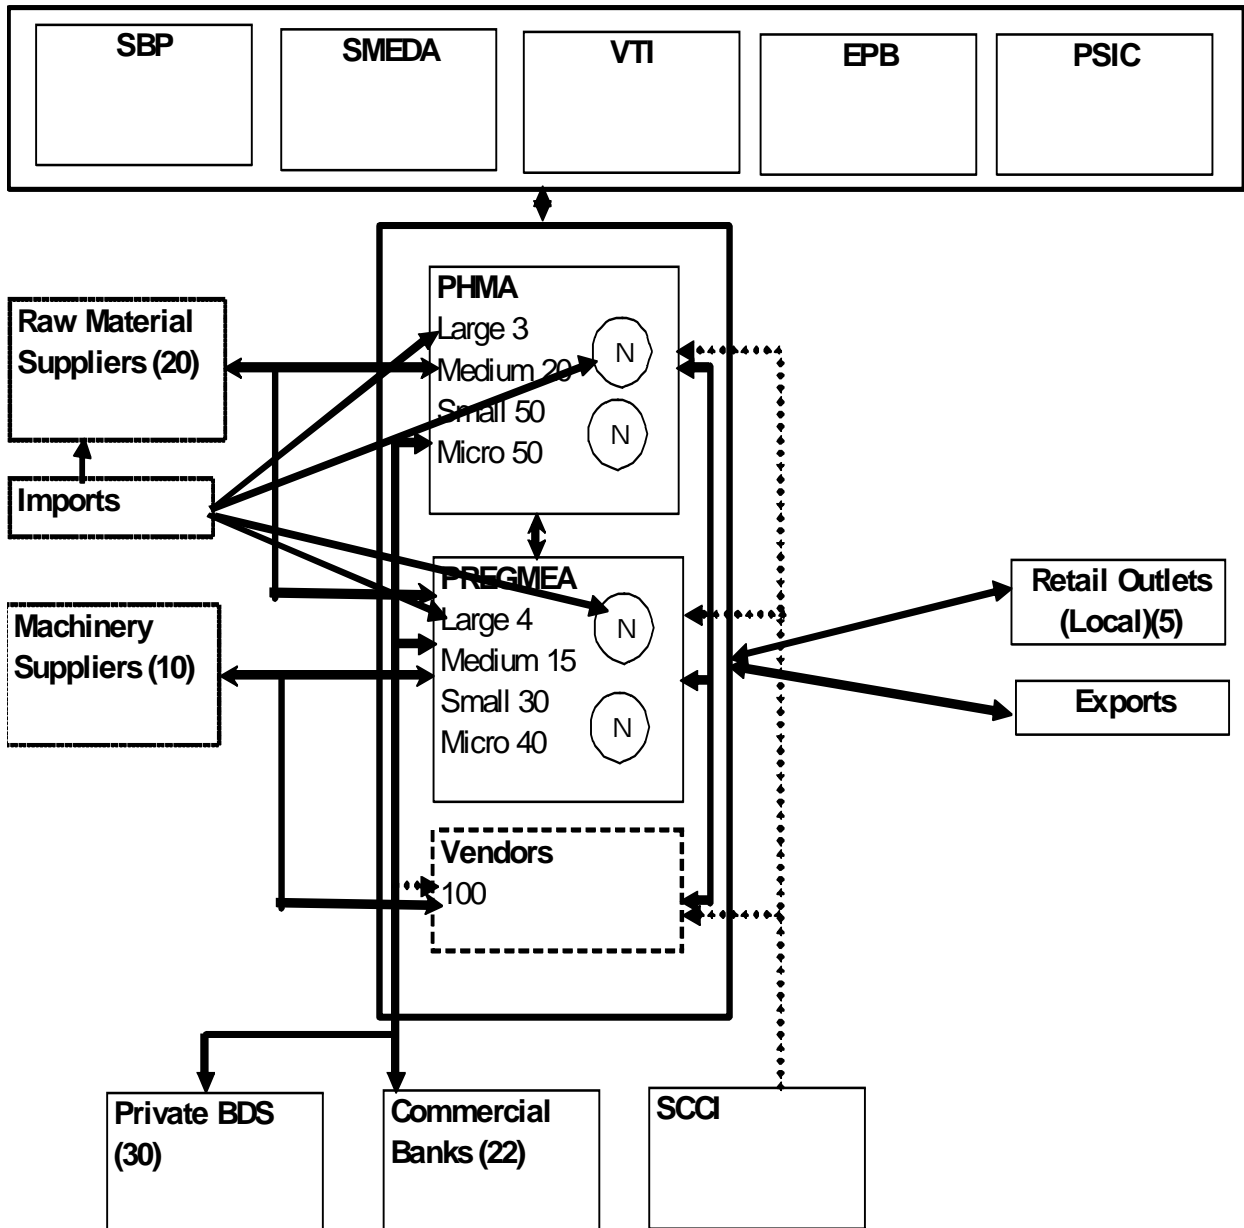 SBP
SMEDA
VTI
EPB
PSIC
PHMA
Large 3
Medium 20
Small 50
Micro 50
N
N
Raw Material
Suppliers (20)
Imports
PREGMEA
Large 4
Medium 15
Small 30
Micro 40
N
N
Machinery
Suppliers (10)
Retail Outlets
(Local)(5)
Exports
Vendors
100
Private BDS
(30)
Commercial
Banks (22)
SCCI